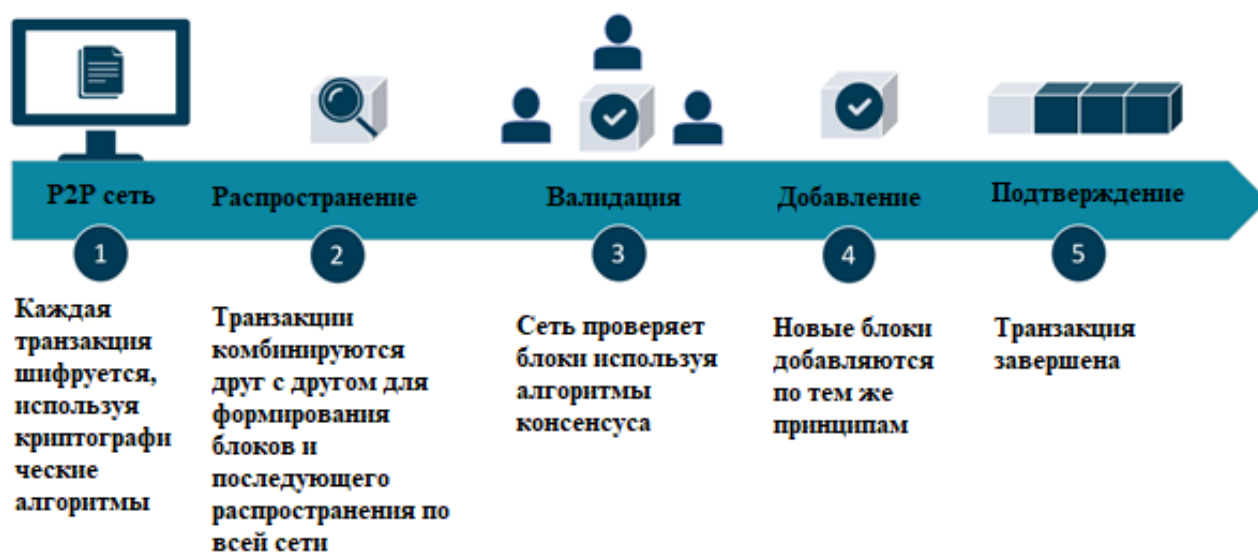 P2P сеть
1
Каждая
транзакция
шифруется,
используя
криптографи
ческие
алгоритмы
Распространение
2
Транзакции
комбинируются
друг с другом для
формирования
блоков и
последующего
распространения по
всей сети
Валидация
3
Сеть проверяет
блоки используя
алгоритмы
консенсуса
Добавление
4
Новые блоки
добавляются
по тем же
принципам
Подтверждение
5
Транзакция
завершена